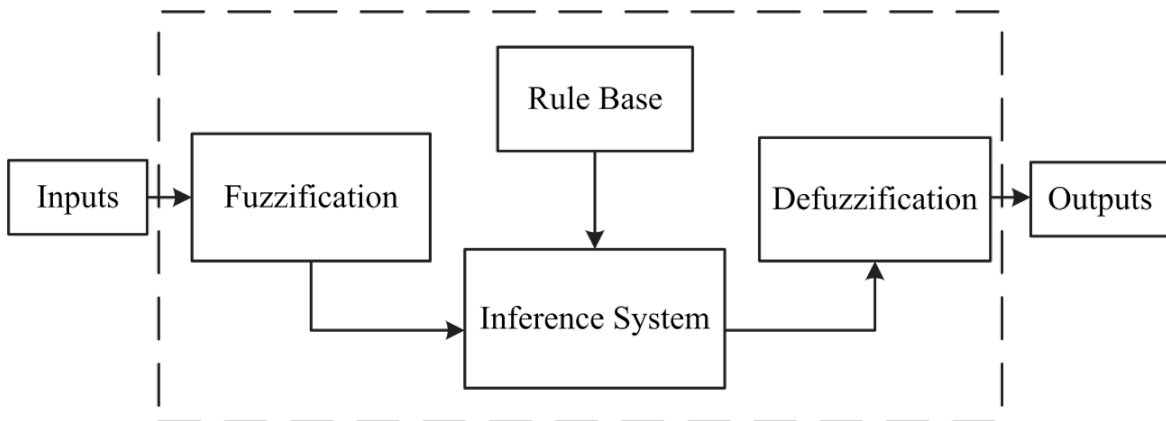 Rule Base
Inputs
Fuzzification
Defuzzification
Outputs
Inference System